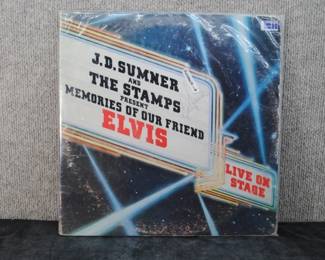 J.D. SUMNER
AND
THE STAMPS
PRESENT
MEMORIES OF OUR FRIEND
ELVIS
LIVE ON
STAGE